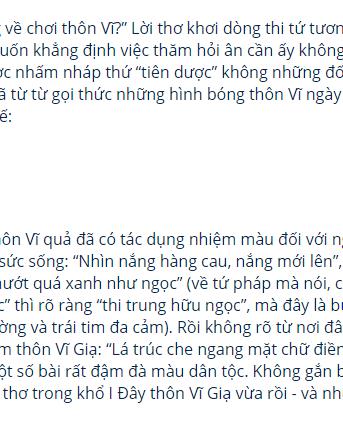 về chơi thôn Vĩ?” Lời thơ khơi dòng thi tứ tươn
uốn khẳng định việc thăm hỏi ân cần ấy không
ợc nhấm nháp thứ “tiên dược” không những đố
ã từ từ gọi thức những hình bóng thôn Vĩ ngày
ế:
ôn Vĩ quả đã có tác dụng nhiệm màu đối với n
sức sống: “Nhìn nắng hàng cau, nắng mới lên”,
ướt quá xanh như ngọc” (về tứ pháp mà nói, c
c” thì rõ ràng “thi trung hữu ngọc”, mà đây là bu
ờng và trái tim đa cảm). Rồi không rõ từ nơi đâ
m thôn Vĩ Giạ: “Lá trúc che ngang mặt chữ điền
ột số bài rất đậm đà màu dân tộc. Không gắn b
thơ trong khổ I Đây thôn Vĩ Giạ vừa rồi - và nh